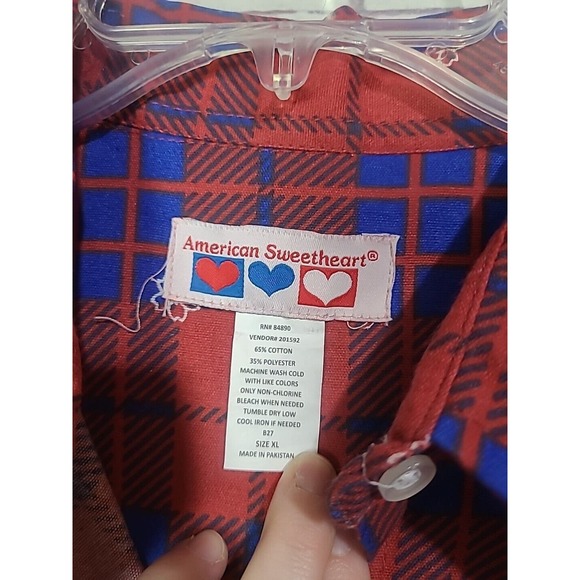 American Sweetheart®
RN# 84890
VENDOR# 201592
65% COTTON
35% POLYESTER
MACHINE WASH COLD
WITH LIKE COLORS
ONLY NON-CHLORINE
BLEACH WHEN NEEDED
TUMBLE DRY LOW
COOL IRON IF NEEDED
B27
SIZE XL
MADE IN PAKISTAN